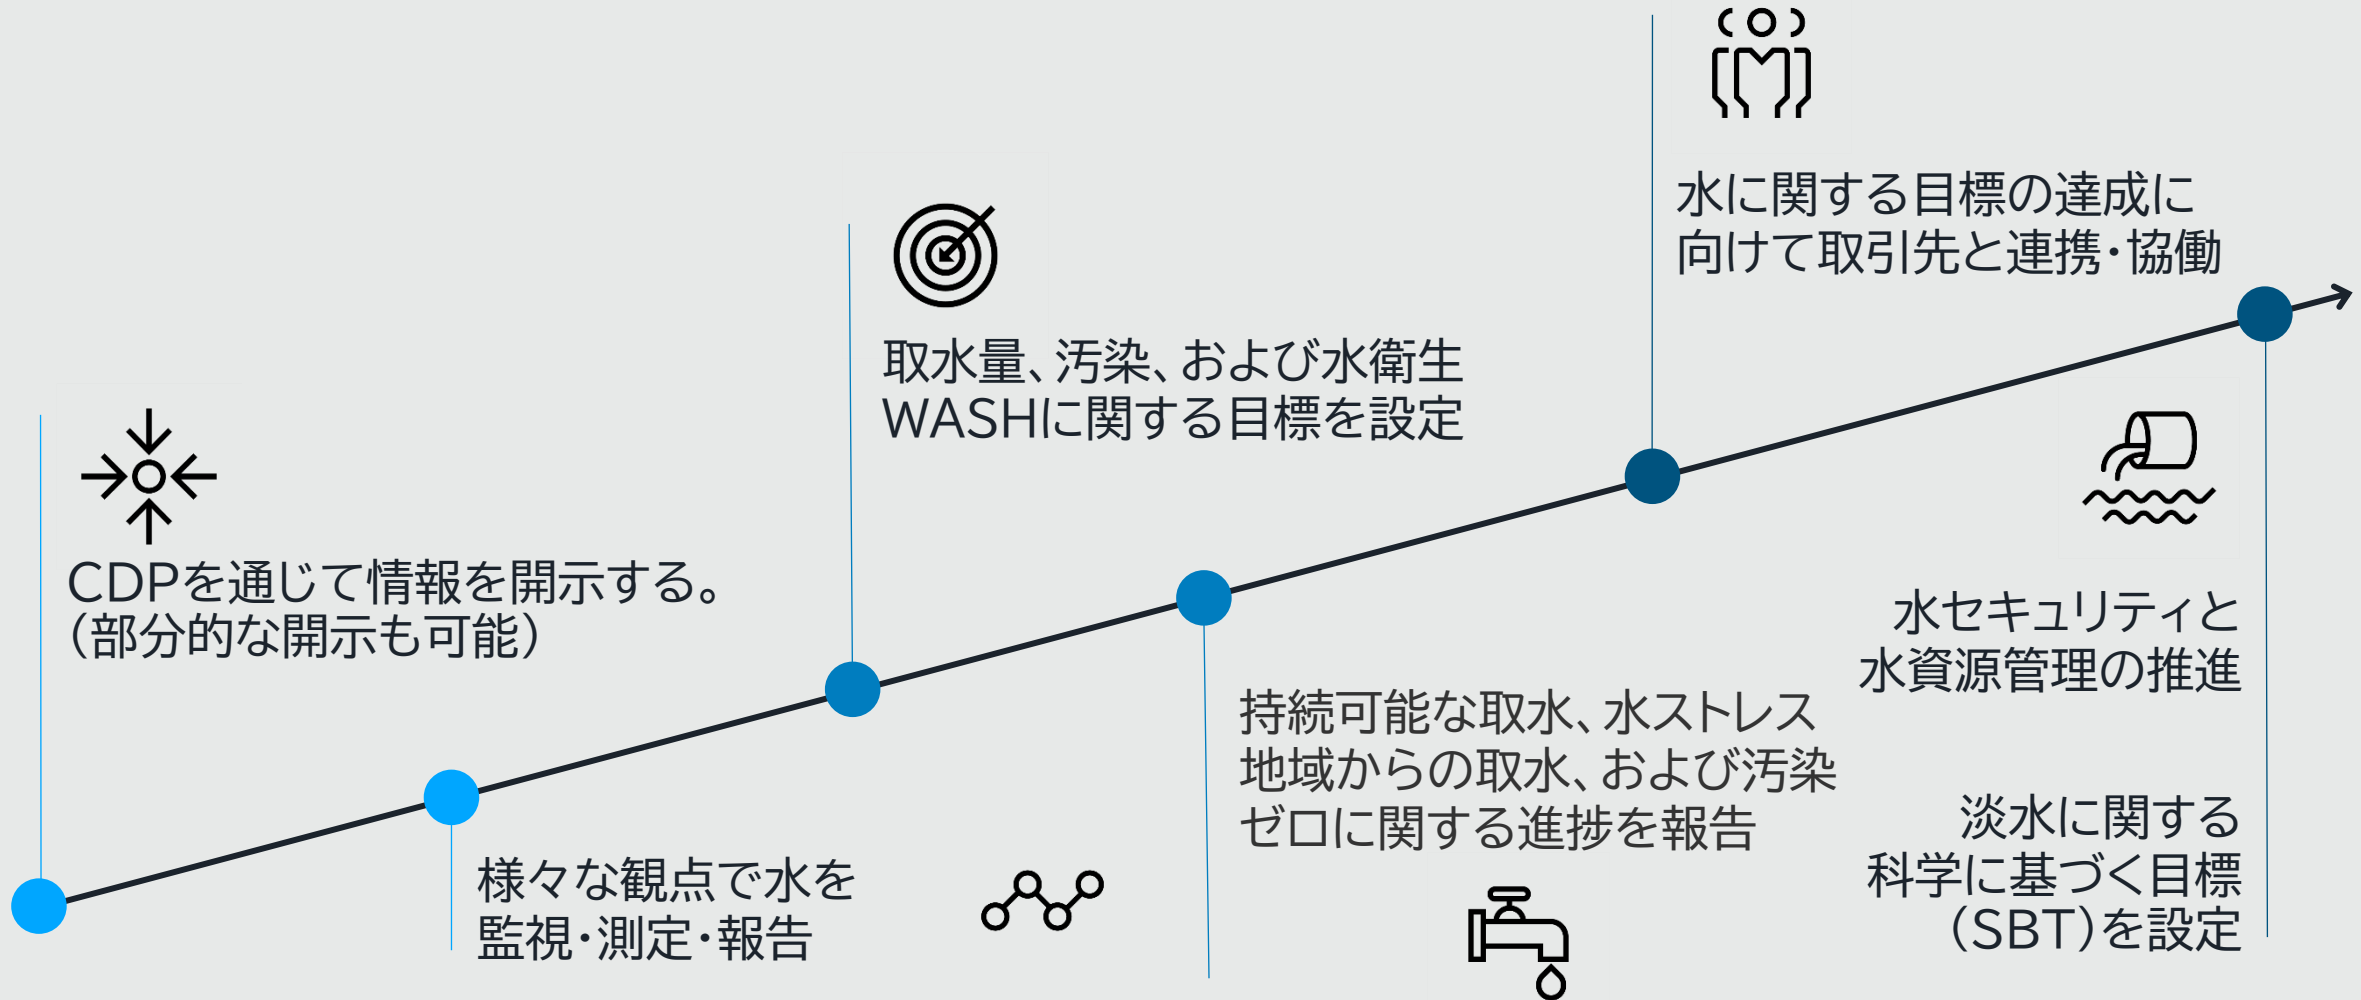 CDPを通じて情報を開示する。
（部分的な開示も可能）
様々な観点で水を
監視･測定･報告
取水量、汚染、および水衛生
WASHに関する目標を設定
持続可能な取水、水ストレス
地域からの取水、および汚染
ゼロに関する進捗を報告
水に関する目標の達成に
向けて取引先と連携･協働
水セキュリティと
水資源管理の推進
淡水に関する
科学に基づく目標
（SBT）を設定